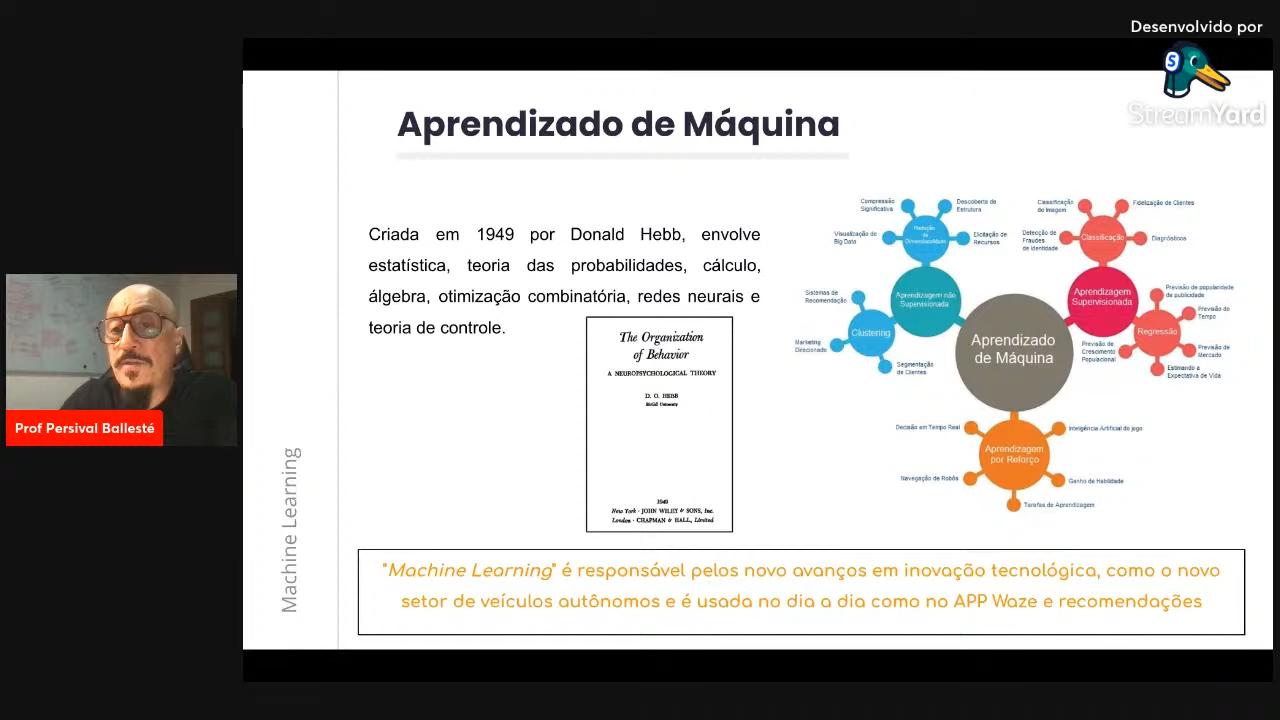 Desenvolvido por
S
StreamYard
Aprendizado de Máquina
Criada em 1949 por Donald Hebb, envolve
estatística, teoria das probabilidades, cálculo,
álgebra, otimização combinatória, redes neurais e
teoria de controle.
The Organization
of Behavior
A NEUROPSYCHOLOGICAL THEORY
D. O. HEBB
McGill University
1949
New York · JOHN WILEY & SONS, Inc.
London · CHAPMAN & HALL, Limited
Compressão
Significativa
Descoberta de
Estrutura
Visualização do
Big Data
Redução
de
Dimensionalidade
Elicitação de
Recursos
Aprendizagem não
Supervisionada
Sistemas de
Recomendação
Clustering
Marketing
Direcionado
Segmentação
de Clientes
Classificação
de Imagem
Fidelização de Clientes
Detecção de
Fraudes
de Identidade
Classificação
Diagnósticos
Aprendizagem
Supervisionada
Previsão de popularidade
de publicidade
Previsão do
Tempo
Regressão
Previsão de
Crescimento
Populacional
Previsão de
Mercado
Estimando a
Expectativa de Vida
Aprendizado
de Máquina
Decisão em Tempo Real
Inteligência Artificial do jogo
Aprendizagem
por Reforço
Navegação de Robôs
Ganho de Habilidade
Tarefas de Aprendizagem
Prof Persival Ballesté
Machine Learning
"Machine Learning" é responsável pelos novo avanços em inovação tecnológica, como o novo
setor de veículos autônomos e é usada no dia a dia como no APP Waze e recomendações